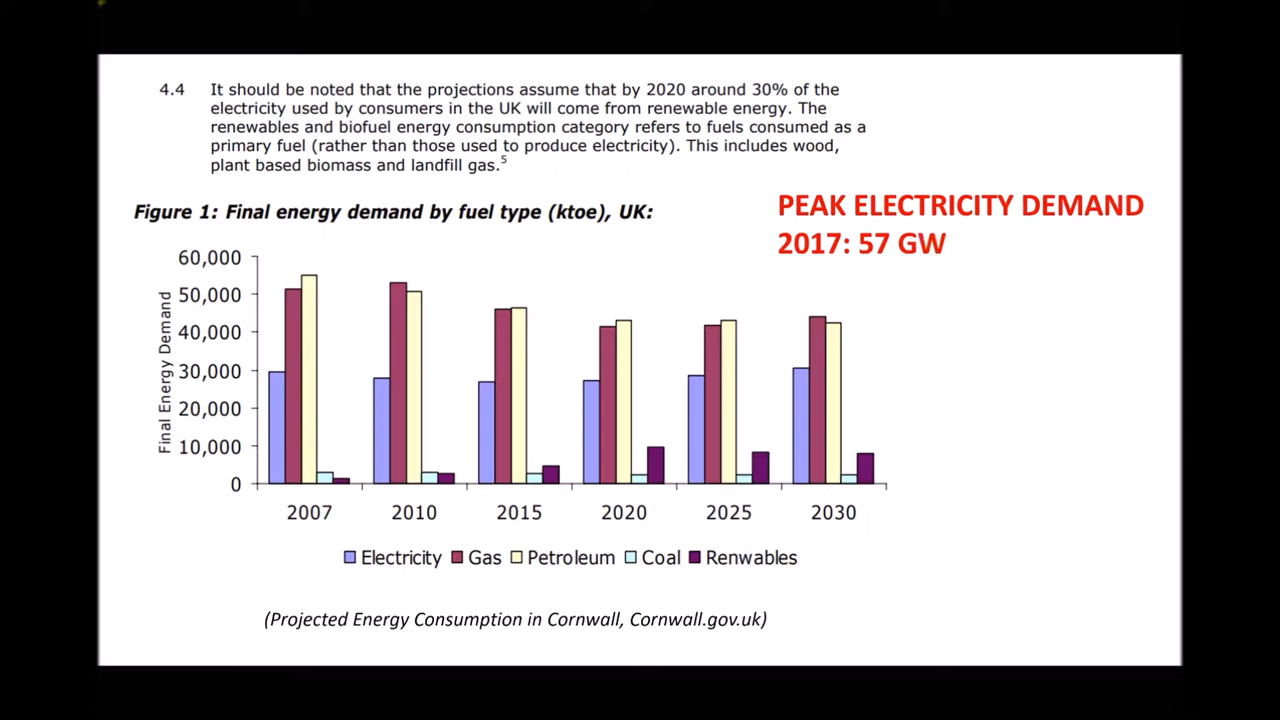 4.4 It should be noted that the projections assume that by 2020 around 30% of the
electricity used by consumers in the UK will come from renewable energy. The
renewables and biofuel energy consumption category refers to fuels consumed as a
primary fuel (rather than those used to produce electricity). This includes wood,
plant based biomass and landfill gas.5
Figure 1: Final energy demand by fuel type (ktoe), UK:
PEAK ELECTRICITY DEMAND
2017: 57 GW
Final Energy Demand
60,000
50,000
40,000
30,000
20,000
10,000
0
2007 2010 2015 2020 2025 2030
Electricity Gas Petroleum Coal Renwables
(Projected Energy Consumption in Cornwall, Cornwall.gov.uk)